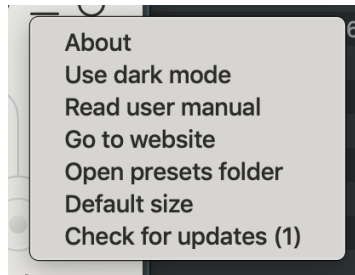 About
Use dark mode
Read user manual
Go to website
Open presets folder
Default size
Check for updates (1)